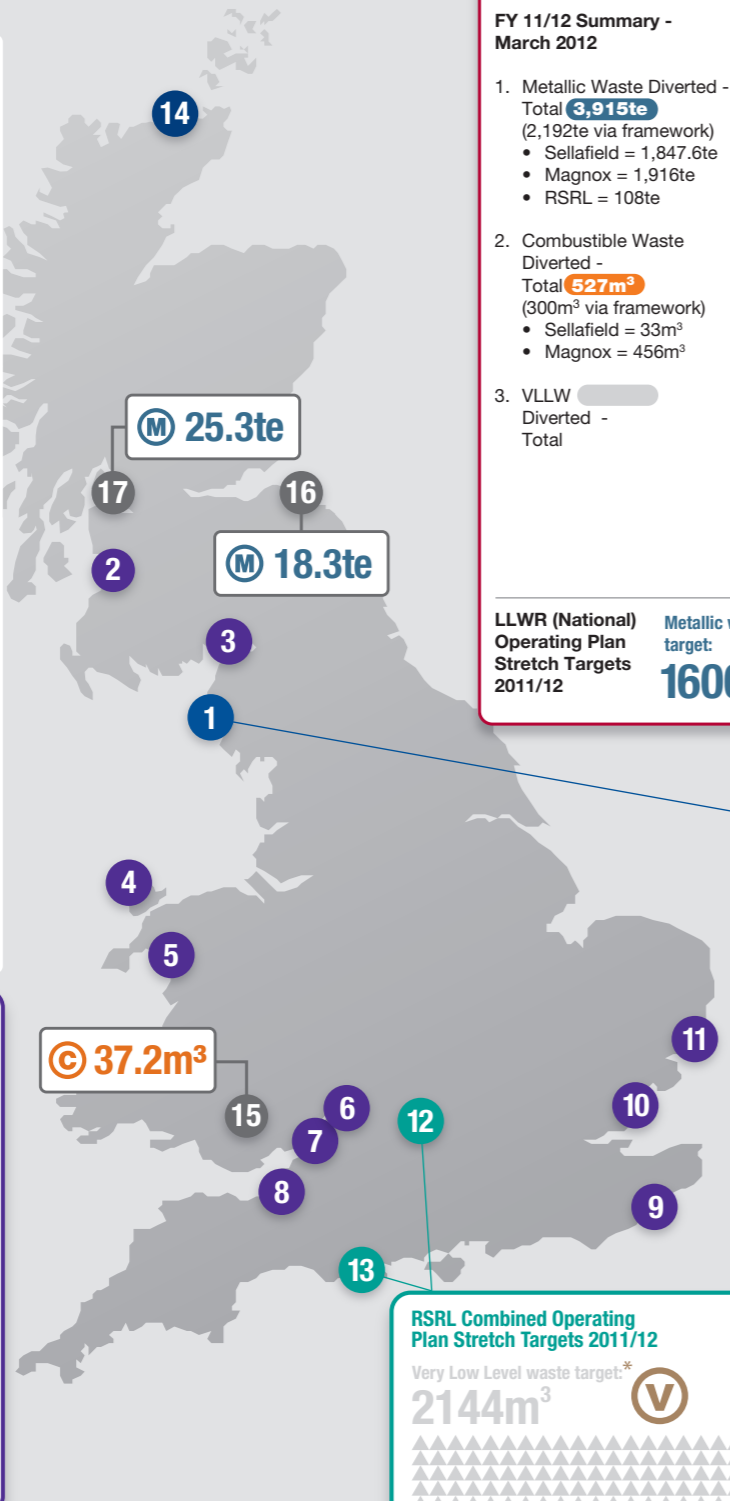 FY 11/12 Summary -
March 2012
1. Metallic Waste Diverted -
Total 3,915te
(2,192te via framework)
• Sellafield = 1,847.6te
• Magnox = 1,916te
• RSRL = 108te
2. Combustible Waste
Diverted -
Total 527m³
(300m³ via framework)
• Sellafield = 33m³
• Magnox = 456m³
3. VLLW
Diverted -
Total
LLWR (National)
Operating Plan
Stretch Targets
2011/12
Metallic
target:
1600
14
M 25.3te
17
16
M 18.3te
2
3
1
4
5
11
C 37.2m³
15
6
7
12
10
8
9
13
RSRL Combined Operating
Plan Stretch Targets 2011/12
Very Low Level waste target:*
2144m³
V